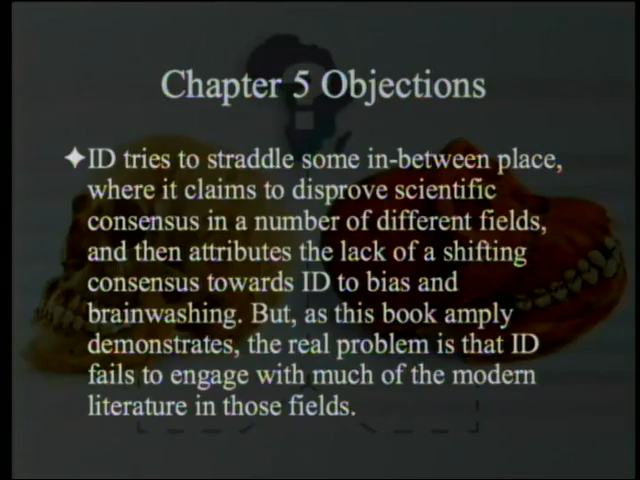 Chapter 5 Objections
✦ID tries to straddle some in-between place,
where it claims to disprove scientific
consensus in a number of different fields,
and then attributes the lack of a shifting
consensus towards ID to bias and
brainwashing. But, as this book amply
demonstrates, the real problem is that ID
fails to engage with much of the modern
literature in those fields.